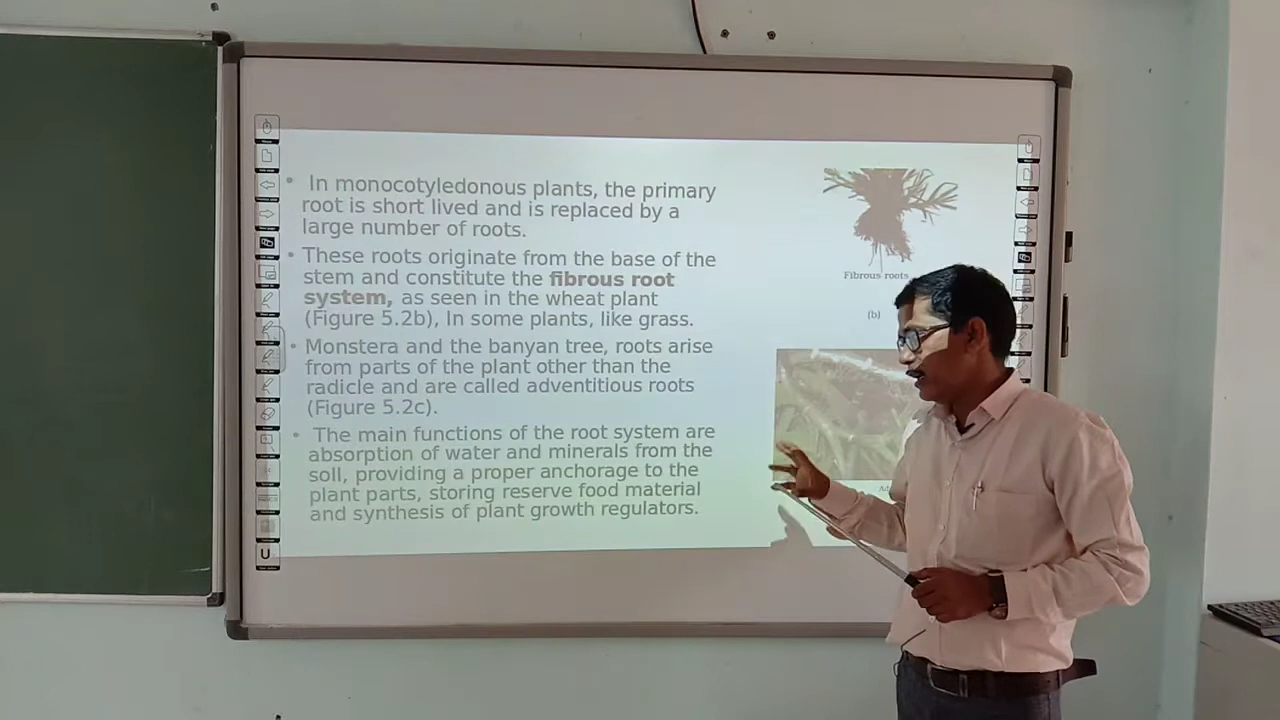 In monocotyledonous plants, the primary
root is short lived and is replaced by a
large number of roots.
These roots originate from the base of the
stem and constitute the fibrous root
system, as seen in the wheat plant
(Figure 5.2b), In some plants, like grass.
Monstera and the banyan tree, roots arise
from parts of the plant other than the
radicle and are called adventitious roots
(Figure 5.2c).
The main functions of the root system are
absorption of water and minerals from the
soil, providing a proper anchorage to the
plant parts, storing reserve food material
and synthesis of plant growth regulators.
Fibrous roots
(b)